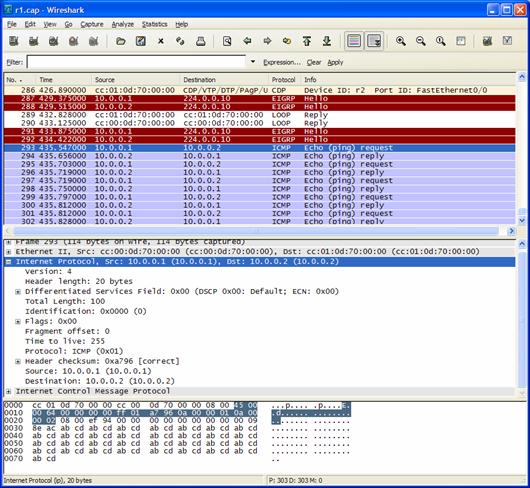 r1.cap - Wireshark
File Edit View Go Capture Analyze Statistics Help
Filter: Expression... Clear Apply
No. Time Source Destination Protocol Info
286 426.890000 cc:01:0d:70:00:00 CDP/VTP/DTP/PAgP/U CDP Device ID: r2 Port ID: FastEthernet0/0
287 429.375000 10.0.0.1 224.0.0.10 EIGRP Hello
288 429.515000 10.0.0.2 224.0.0.10 EIGRP Hello
289 432.828000 cc:01:0d:70:00:00 cc:01:0d:70:00:00 LOOP Reply
290 433.125000 cc:00:0d:70:00:00 cc:00:0d:70:00:00 LOOP Reply
291 433.875000 10.0.0.1 224.0.0.10 EIGRP Hello
292 434.422000 10.0.0.2 224.0.0.10 EIGRP Hello
293 435.547000 10.0.0.1 10.0.0.2 ICMP Echo (ping) request
294 435.656000 10.0.0.2 10.0.0.1 ICMP Echo (ping) reply
295 435.703000 10.0.0.1 10.0.0.2 ICMP Echo (ping) request
296 435.719000 10.0.0.2 10.0.0.1 ICMP Echo (ping) reply
297 435.719000 10.0.0.1 10.0.0.2 ICMP Echo (ping) request
298 435.750000 10.0.0.2 10.0.0.1 ICMP Echo (ping) reply
299 435.797000 10.0.0.1 10.0.0.2 ICMP Echo (ping) request
300 435.812000 10.0.0.2 10.0.0.1 ICMP Echo (ping) reply
301 435.812000 10.0.0.1 10.0.0.2 ICMP Echo (ping) request
302 435.828000 10.0.0.2 10.0.0.1 ICMP Echo (ping) reply
Frame 293 (114 bytes on wire, 114 bytes captured)
Ethernet II, Src: cc:00:0d:70:00:00 (cc:00:0d:70:00:00), Dst: cc:01:0d:70:00:00 (cc:01:0d:70:00:00)
Internet Protocol, Src: 10.0.0.1 (10.0.0.1), Dst: 10.0.0.2 (10.0.0.2)
Version: 4
Header length: 20 bytes
Differentiated Services Field: 0x00 (DSCP 0x00: Default; ECN: 0x00)
Total Length: 100
Identification: 0x0000 (0)
Flags: 0x00
Fragment offset: 0
Time to live: 255
Protocol: ICMP (0x01)
Header checksum: 0xa796 [correct]
Source: 10.0.0.1 (10.0.0.1)
Destination: 10.0.0.2 (10.0.0.2)
Internet Control Message Protocol
0000 cc 01 0d 70 00 00 cc 00 0d 70 00 00 08 00 45 00 ...p.... .p....E.
0010 00 64 00 00 00 00 ff 01 a7 96 0a 00 00 01 0a 00 .d...... ........
0020 00 02 08 00 ef 94 00 00 00 00 00 00 00 00 00 09 ........ ........
0030 8e ac ab cd ab cd ab cd ab cd ab cd ab cd ab cd ........ ........
0040 ab cd ab cd ab cd ab cd ab cd ab cd ab cd ab cd ........ ........
0050 ab cd ab cd ab cd ab cd ab cd ab cd ab cd ab cd ........ ........
0060 ab cd ab cd ab cd ab cd ab cd ab cd ab cd ab cd ........ ........
0070 ab cd ..
Internet Protocol (ip), 20 bytes P: 303 D: 303 M: 0